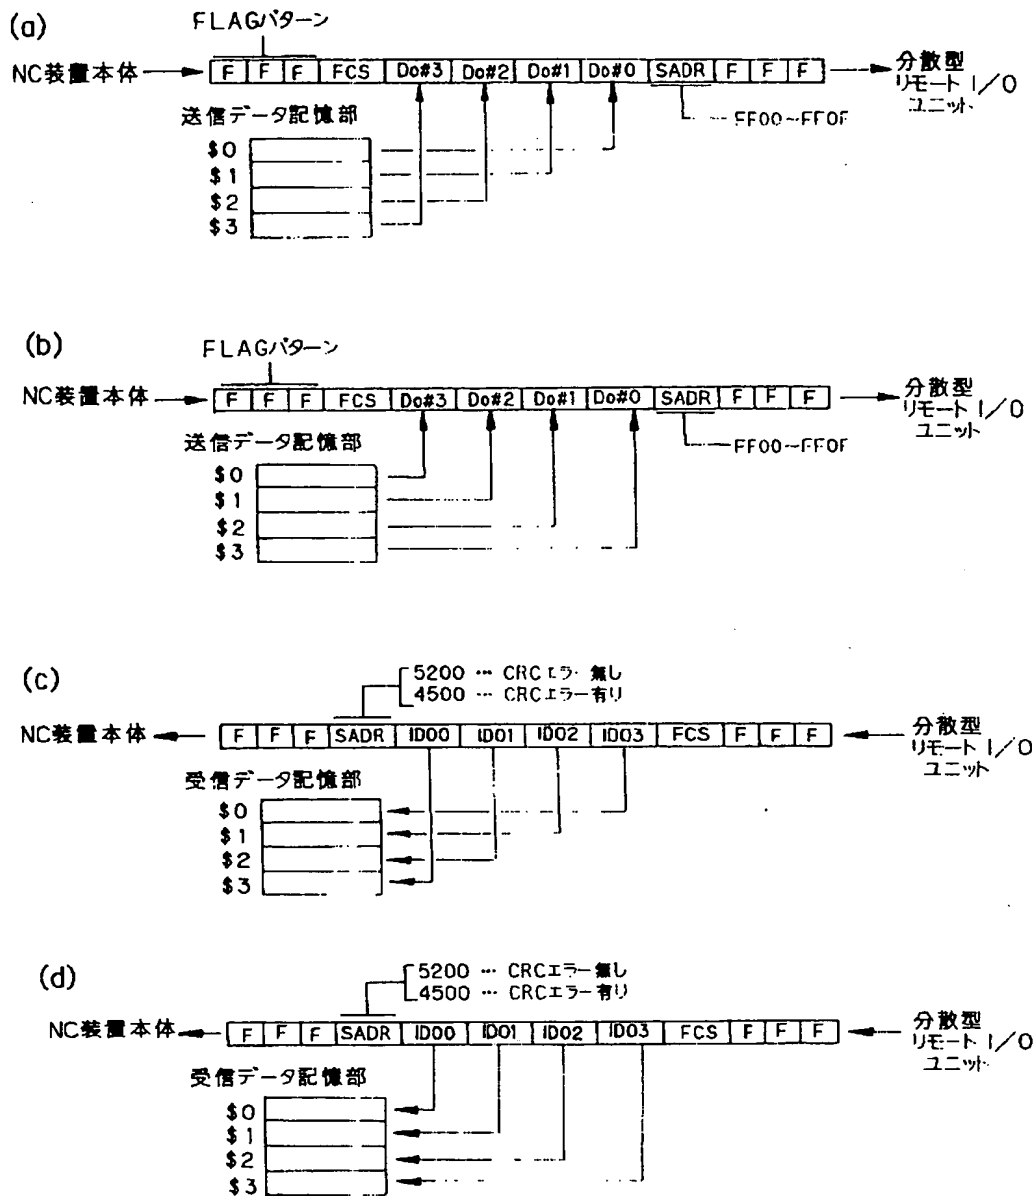 (a)
FLAGパターン
NC装置本体
F F F FCS Do#3 Do#2 Do#1 Do#0 SADR F F F
分散型
リモート I/O
ユニット
FF00~FF0F
送信データ記憶部
$0
$1
$2
$3
(b)
FLAGパターン
NC装置本体
F F F FCS Do#3 Do#2 Do#1 Do#0 SADR F F F
分散型
リモート I/O
ユニット
FF00~FF0F
送信データ記憶部
$0
$1
$2
$3
(c)
5200 … CRCエラー無し
4500 … CRCエラー有り
NC装置本体
F F F SADR ID00 ID01 ID02 ID03 FCS F F F
分散型
リモート I/O
ユニット
受信データ記憶部
$0
$1
$2
$3
(d)
5200 … CRCエラー無し
4500 … CRCエラー有り
NC装置本体
F F F SADR ID00 ID01 ID02 ID03 FCS F F F
分散型
リモート I/O
ユニット
受信データ記憶部
$0
$1
$2
$3